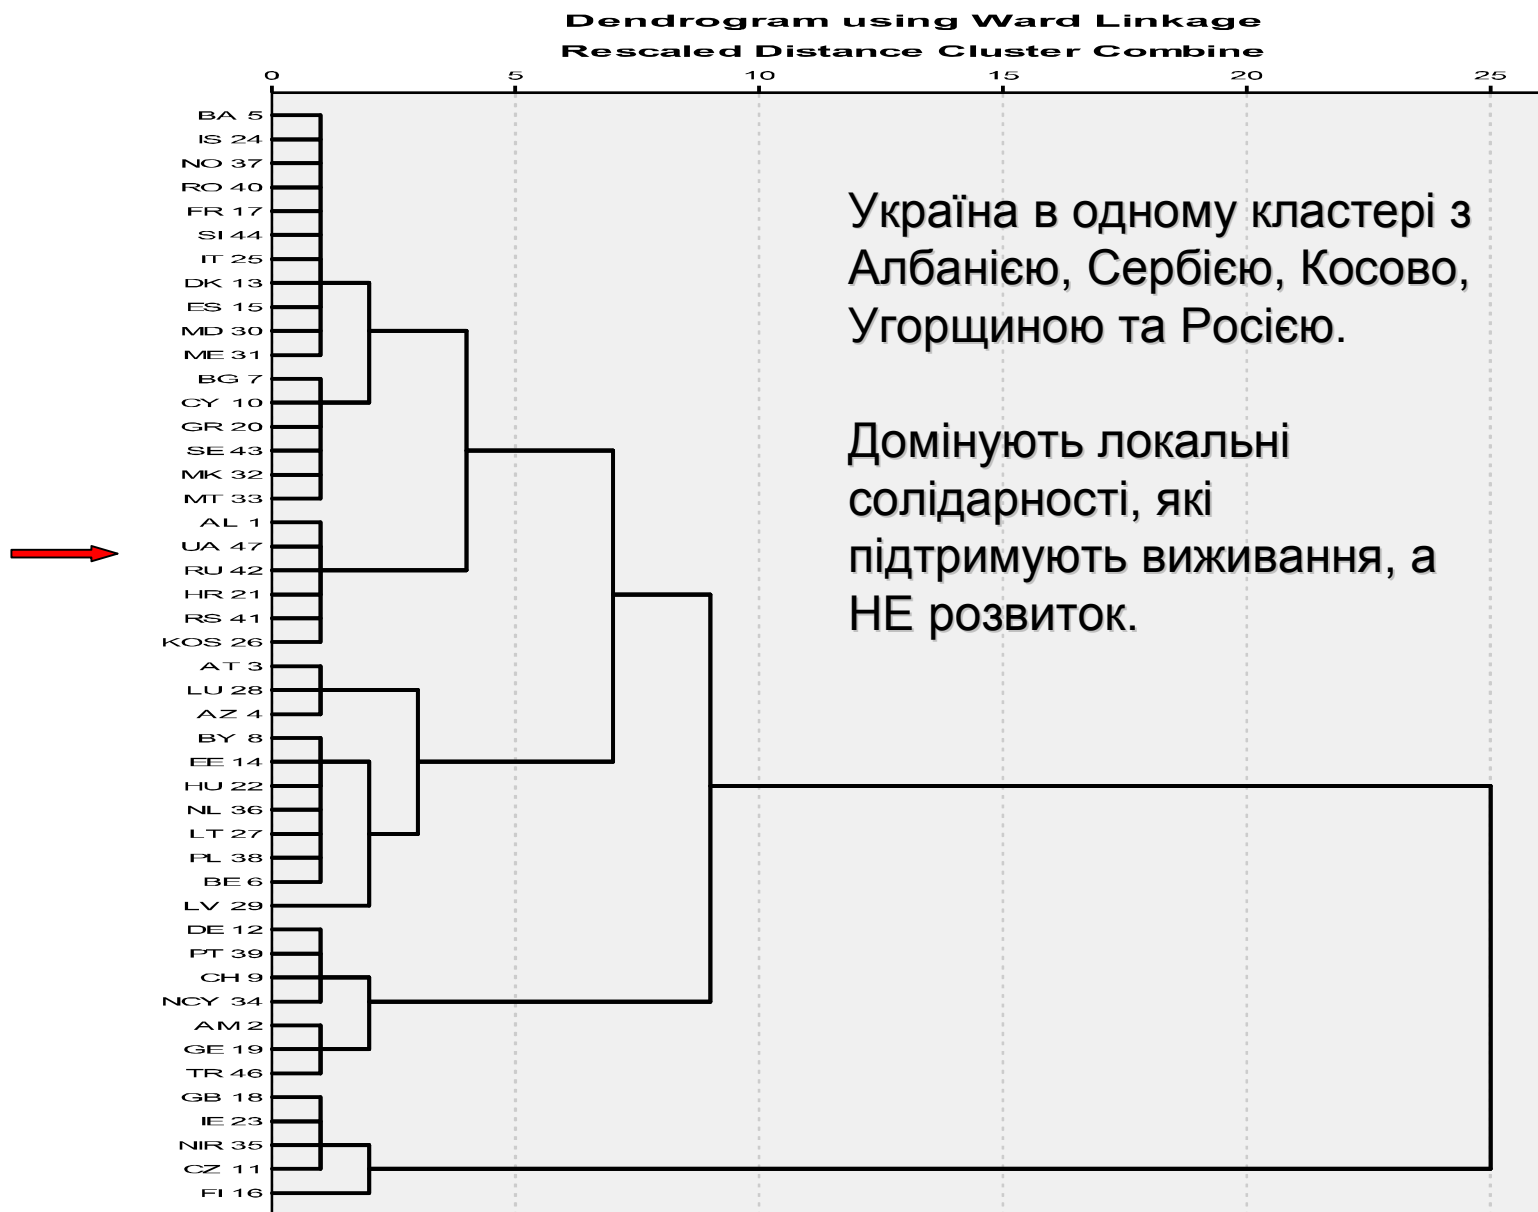 Dendrogram using Ward Linkage
Rescaled Distance Cluster Combine
0 5 10 15 20 25
BA 5
IS 24
NO 37
RO 40
FR 17
SI 44
IT 25
DK 13
ES 15
MD 30
ME 31
BG 7
CY 10
GR 20
SE 43
MK 32
MT 33
AL 1
UA 47
RU 42
HR 21
RS 41
KOS 26
AT 3
LU 28
AZ 4
BY 8
EE 14
HU 22
NL 36
LT 27
PL 38
BE 6
LV 29
DE 12
PT 39
CH 9
NCY 34
AM 2
GE 19
TR 46
GB 18
IE 23
NIR 35
CZ 11
FI 16
Україна в одному кластері з
Албанією, Сербією, Косово,
Угорщиною та Росією.
Домінують локальні
солідарності, які
підтримують виживання, а
НЕ розвиток.